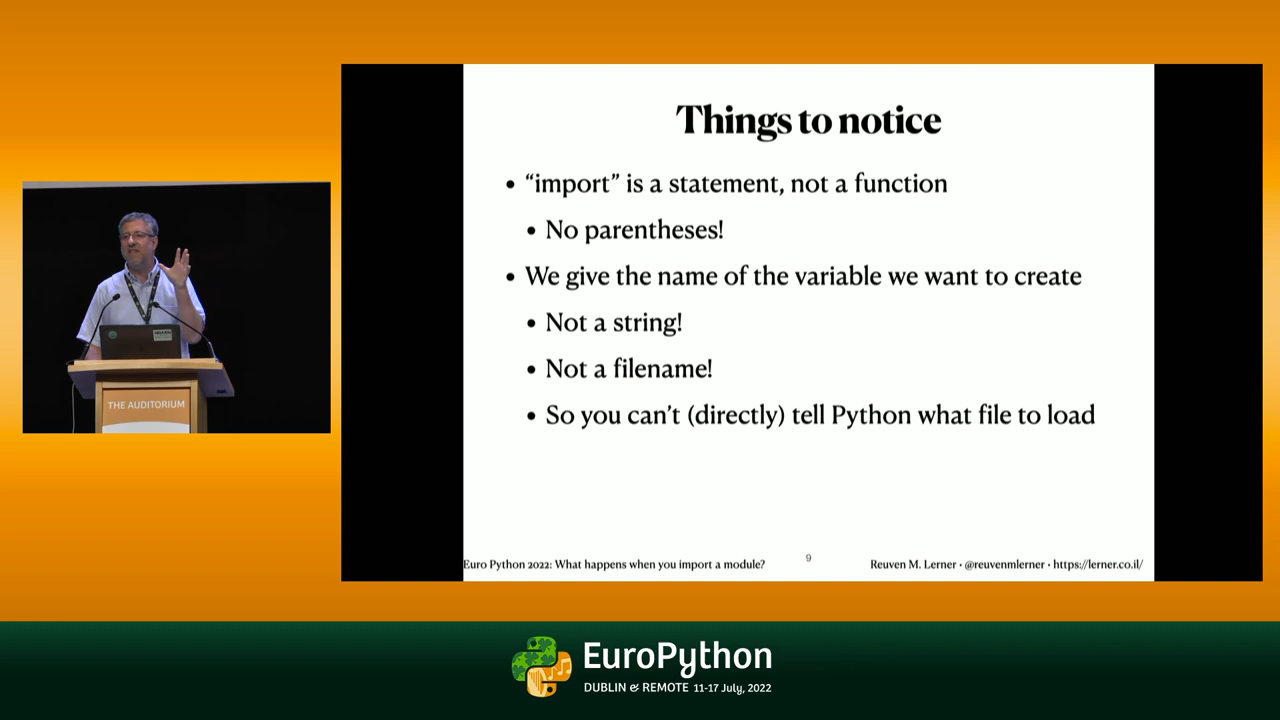 Things to notice
• “import” is a statement, not a function
• No parentheses!
• We give the name of the variable we want to create
• Not a string!
• Not a filename!
• So you can’t (directly) tell Python what file to load
Euro Python 2022: What happens when you import a module?
9
Reuven M. Lerner • @reuvenmlerner • https://lerner.co.il/
THE AUDITORIUM
EuroPython
DUBLIN & REMOTE 11-17 July, 2022